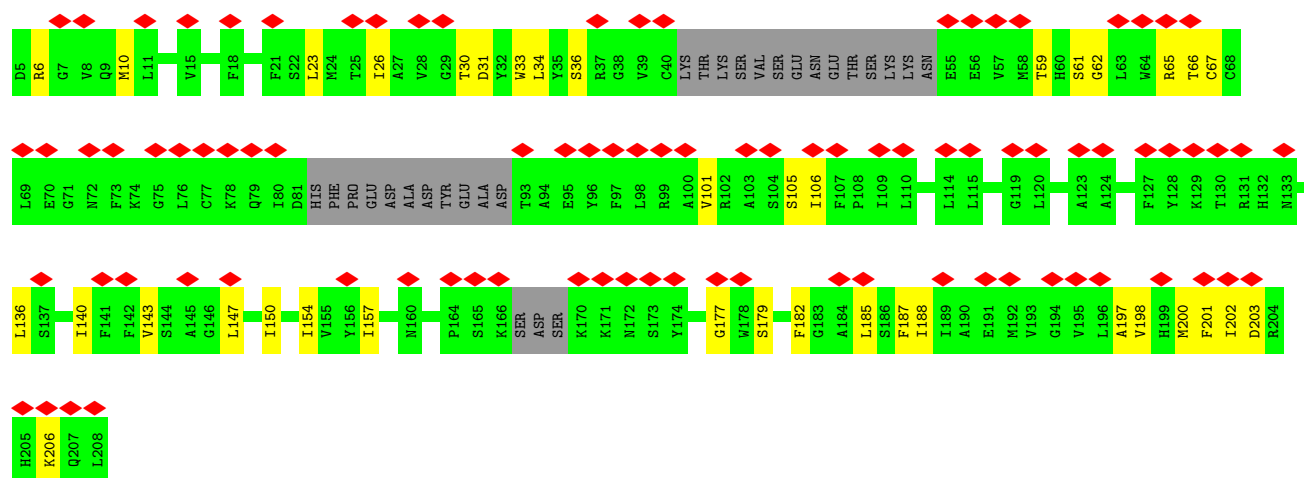 D5 R6 G7 V8 Q9 M10 L11 V15 F18 F21 S22 L23 M24 T25 I26 A27 V28 G29 T30 D31 Y32 W33 L34 Y35 S36 R37 G38 V39 C40 LYS THR LYS SER VAL SER GLU ASN GLU THR SER LYS LYS ASN E55 E56 V57 M58 T59 H60 S61 G62 L63 W64 R65 T66 C67 C68
L69 E70 G71 N72 F73 K74 G75 L76 C77 K78 Q79 I80 D81 HIS PHE PRO GLU ASP ALA ASP TYR GLU ALA ASP T93 A94 E95 Y96 F97 L98 R99 A100 V101 R102 A103 S104 S105 I106 F107 P108 I109 L110 L114 L115 G119 L120 A123 A124 F127 Y128 K129 T130 R131 H132 N133
L136 S137 I140 F141 F142 V143 S144 A145 G146 L147 I150 I154 V155 Y156 I157 N160 P164 S165 K166 SER ASP SER K170 K171 N172 S173 Y174 G177 W178 S179 F182 G183 A184 L185 S186 F187 I188 I189 A190 E191 M192 V193 G194 V195 L196 A197 V198 H199 M200 F201 I202 D203 R204
H205 K206 Q207 L208